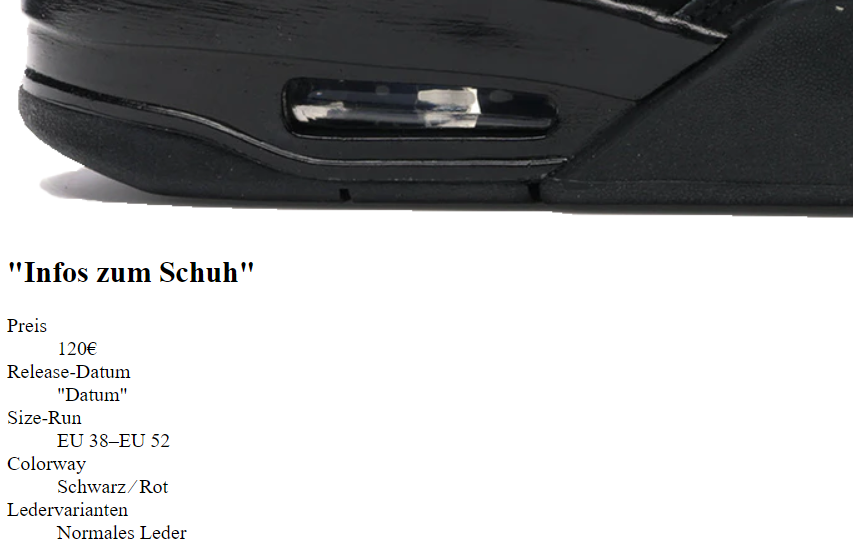 "Infos zum Schuh"
Preis
120€
Release-Datum
"Datum"
Size-Run
EU 38–EU 52
Colorway
Schwarz ⁄ Rot
Ledervarianten
Normales Leder